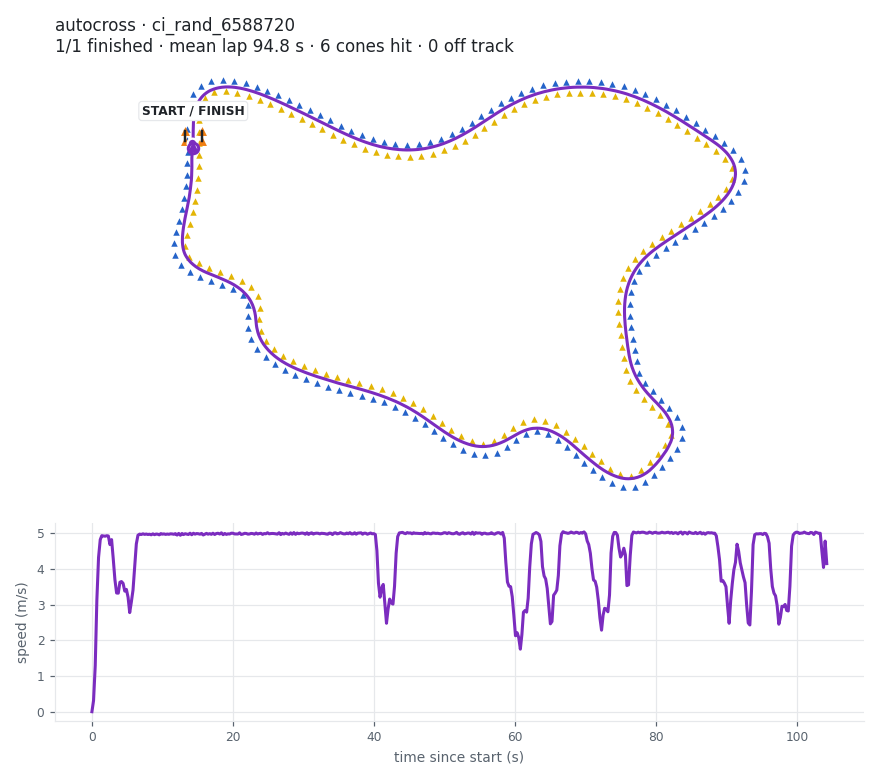 autocross · ci_rand_6588720
1/1 finished · mean lap 94.8 s · 6 cones hit · 0 off track
START / FINISH
5
4
3
2
1
0
speed (m/s)
0 20 40 60 80 100
time since start (s)